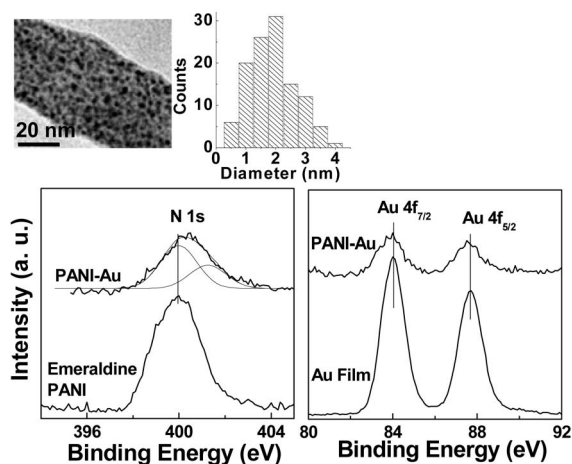 20 nm
Counts
30
20
10
0
0 1 2 3 4 5
Diameter (nm)
Intensity (a. u.)
N 1s
PANI-Au
Emeraldine
PANI
396 400 404
Binding Energy (eV)
Au 4f7/2
Au 4f5/2
PANI-Au
Au Film
80 84 88 92
Binding Energy (eV)